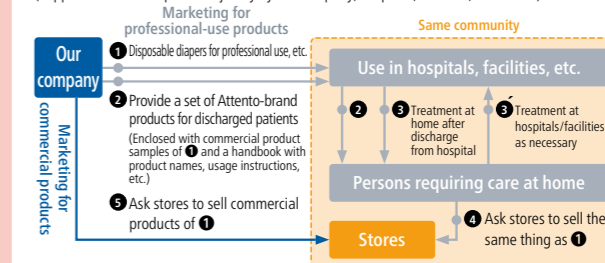 Marketing for
professional-use products
Same community
Our
company
❶ Disposable diapers for professional use, etc.
Use in hospitals, facilities, etc.
❷ Provide a set of Attento-brand
products for discharged patients
(Enclosed with commercial product
samples of ❶ and a handbook with
product names, usage instructions,
etc.)
❷
❸ Treatment at
home after
discharge
from hospital
❸´ Treatment at
hospitals/facilities
as necessary
Marketing for
commercial products
Persons requiring care at home
❺ Ask stores to sell commercial
products of ❶
Stores
❹ Ask stores to sell the
same thing as ❶